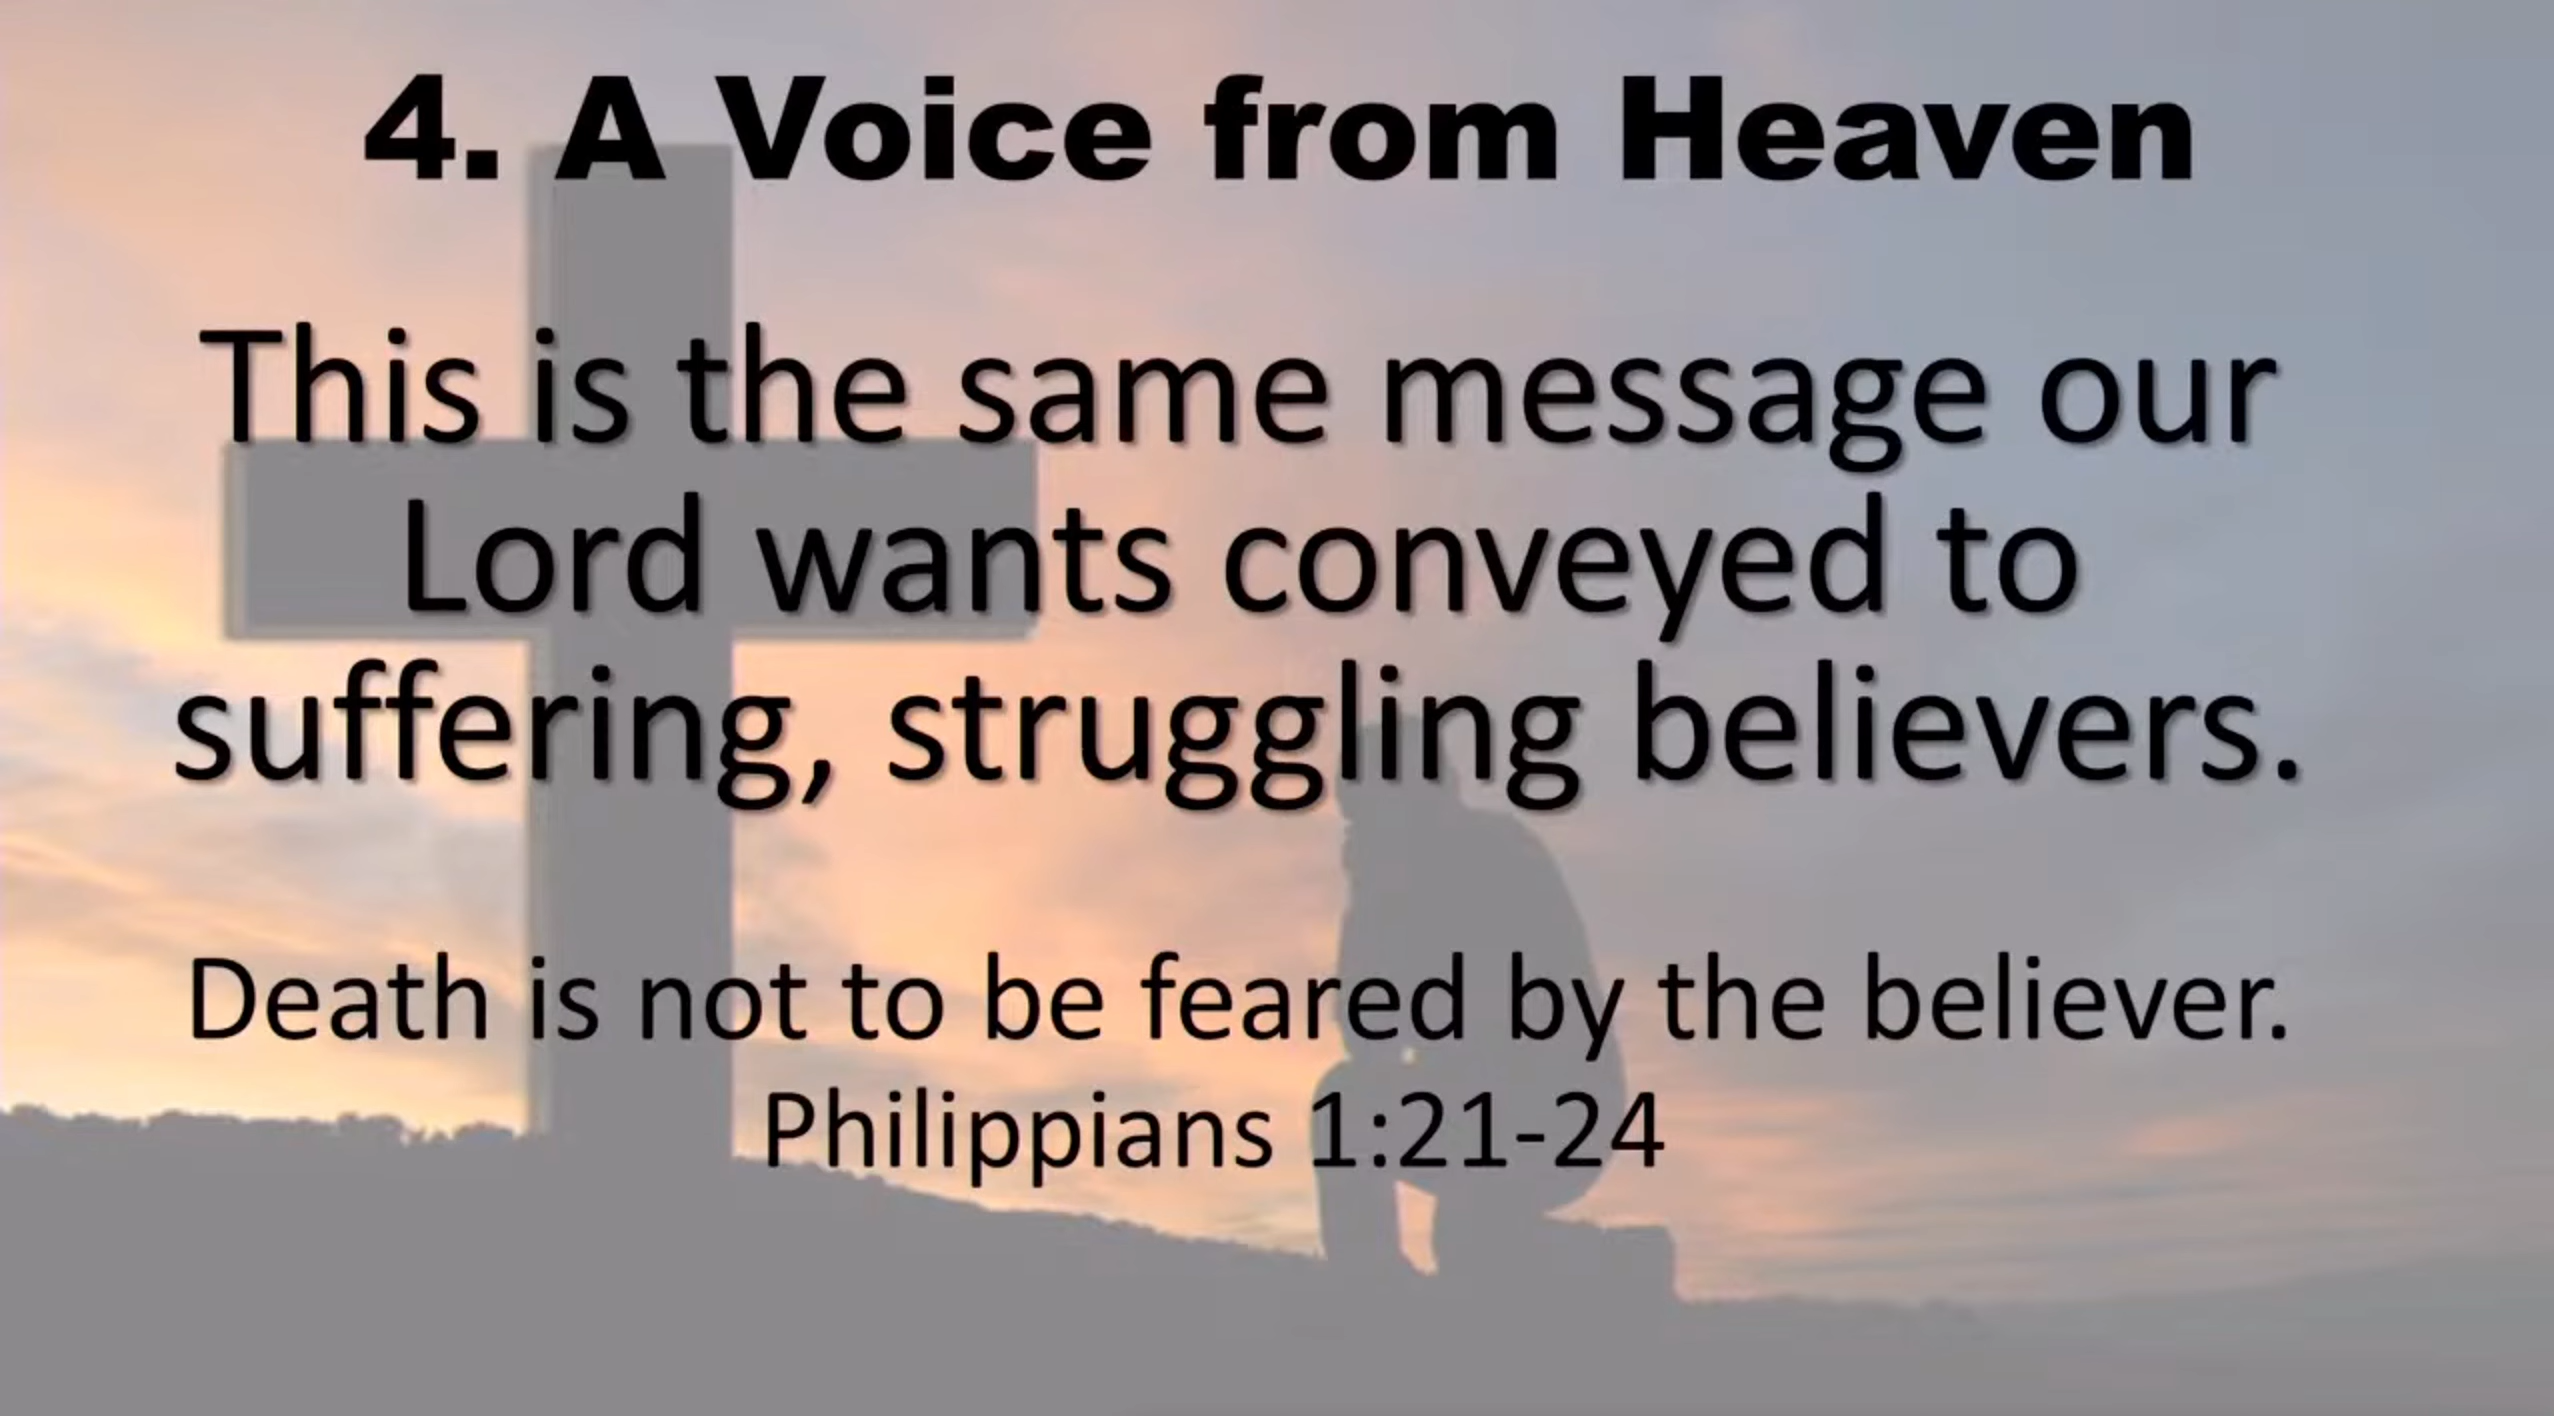 4. A Voice from Heaven
This is the same message our
Lord wants conveyed to
suffering, struggling believers.
Death is not to be feared by the believer.
Philippians 1:21-24